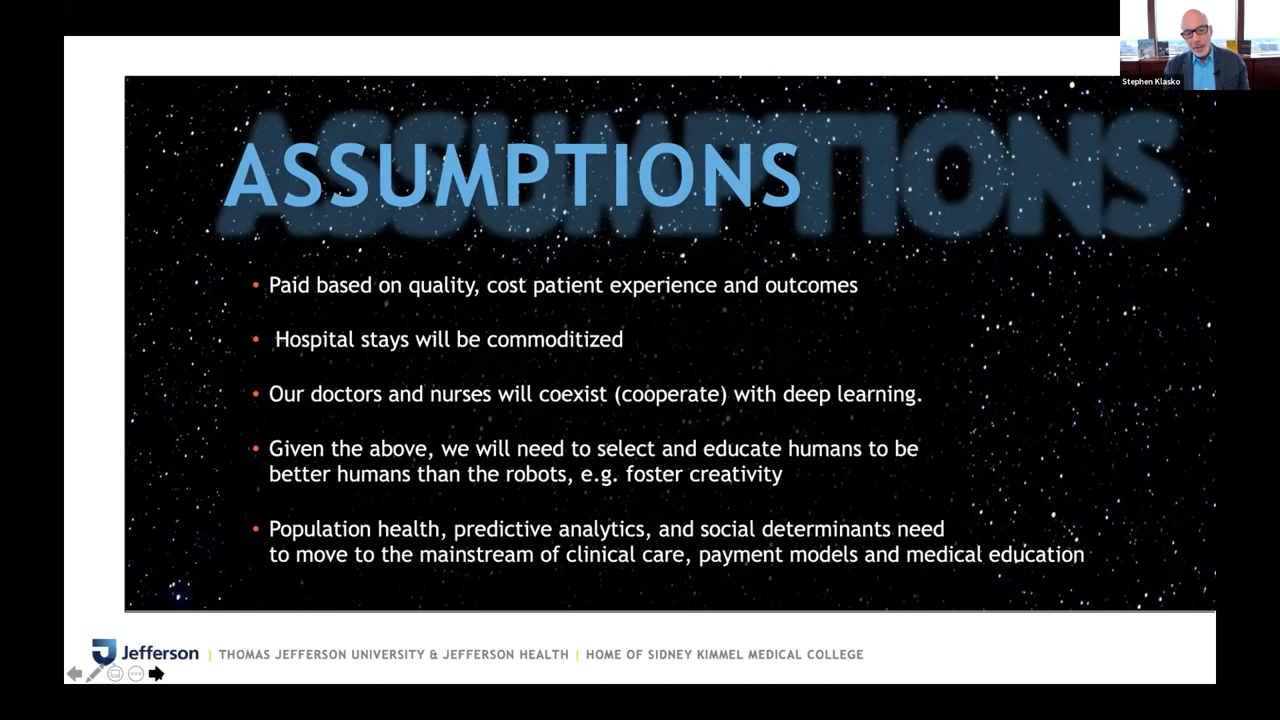 Stephen Klasko
ASSUMPTIONS
ASSUMPTIONS
• Paid based on quality, cost patient experience and outcomes
• Hospital stays will be commoditized
• Our doctors and nurses will coexist (cooperate) with deep learning.
• Given the above, we will need to select and educate humans to be
better humans than the robots, e.g. foster creativity
• Population health, predictive analytics, and social determinants need
to move to the mainstream of clinical care, payment models and medical education
Jefferson | THOMAS JEFFERSON UNIVERSITY & JEFFERSON HEALTH | HOME OF SIDNEY KIMMEL MEDICAL COLLEGE